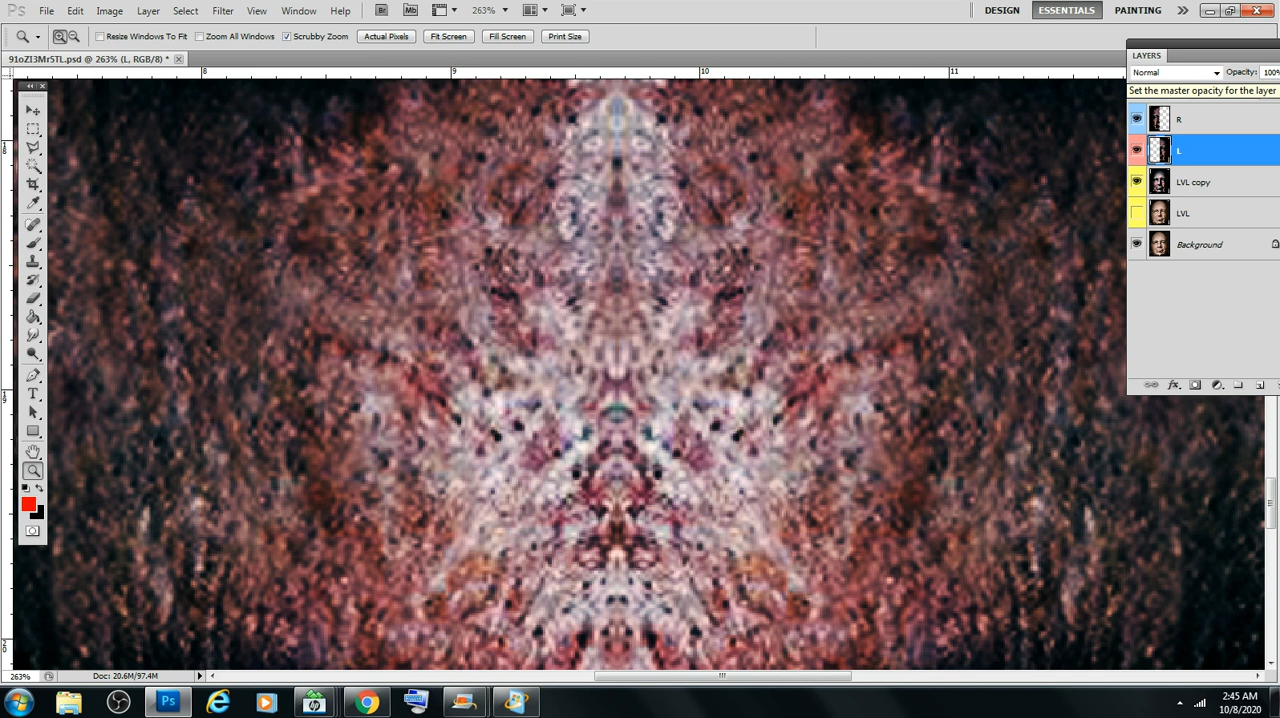 Ps File Edit Image Layer Select Filter View Window Help Br Mb 263% DESIGN ESSENTIALS PAINTING
Resize Windows To Fit Zoom All Windows Scrubby Zoom Actual Pixels Fit Screen Fill Screen Print Size
91oZI3Mr5TL.psd @ 263% (L, RGB/8) *
LAYERS
8 9 10 11
Normal Opacity: 100%
Set the master opacity for the layer
R
L
LVL copy
LVL
Background
18
19
20
263% Doc: 20.6M/97.4M
2:45 AM
10/8/2020